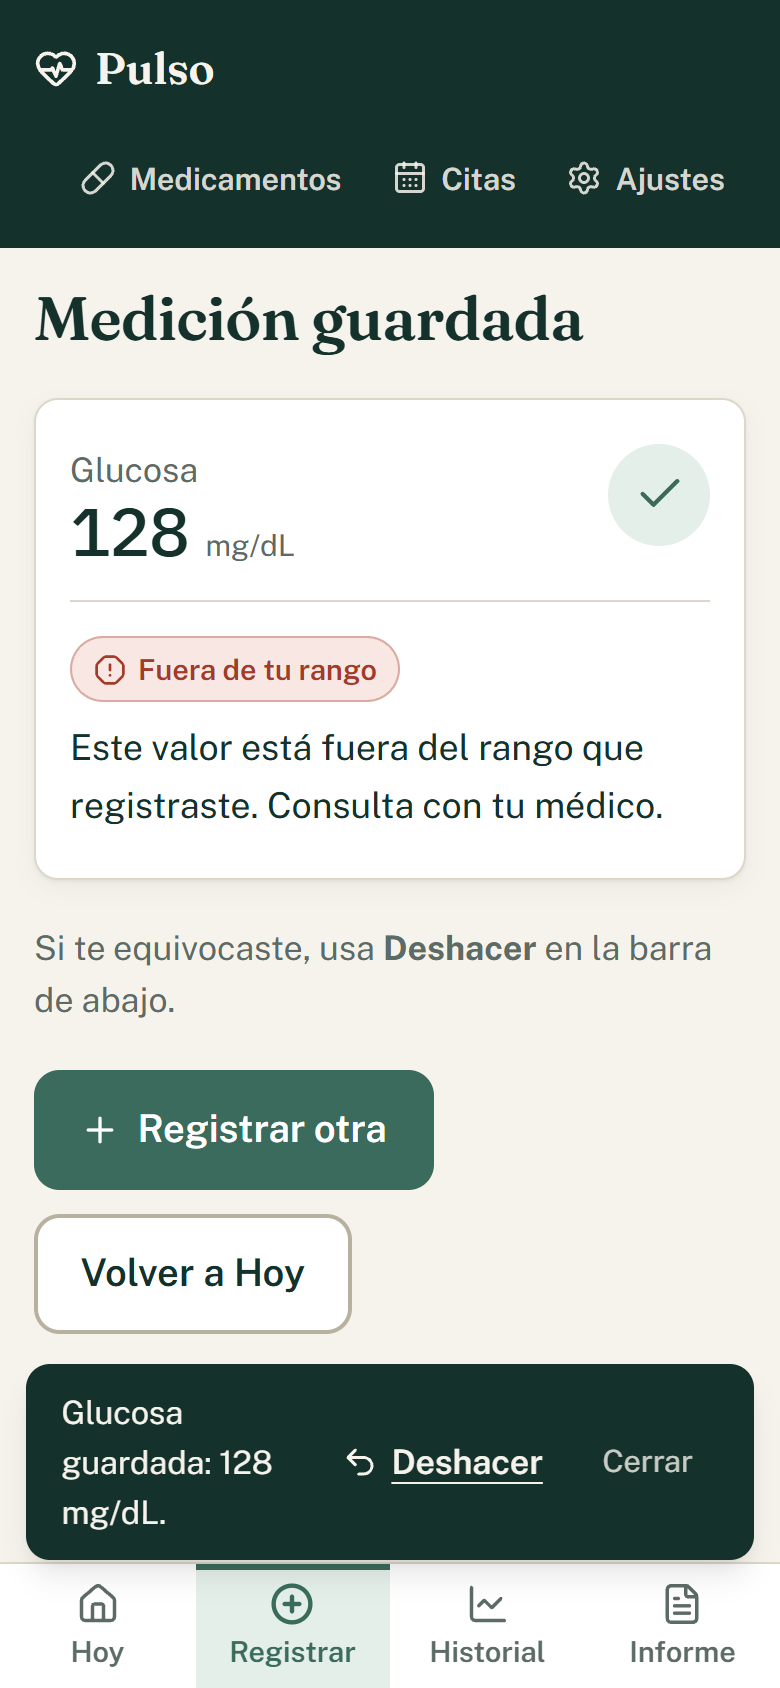 Pulso
Medicamentos
Citas
Ajustes
Medición guardada
Glucosa
128 mg/dL
Fuera de tu rango
Este valor está fuera del rango que
registraste. Consulta con tu médico.
Si te equivocaste, usa Deshacer en la barra
de abajo.
Registrar otra
Volver a Hoy
Glucosa
guardada: 128
mg/dL.
Deshacer
Cerrar
Hoy
Registrar
Historial
Informe